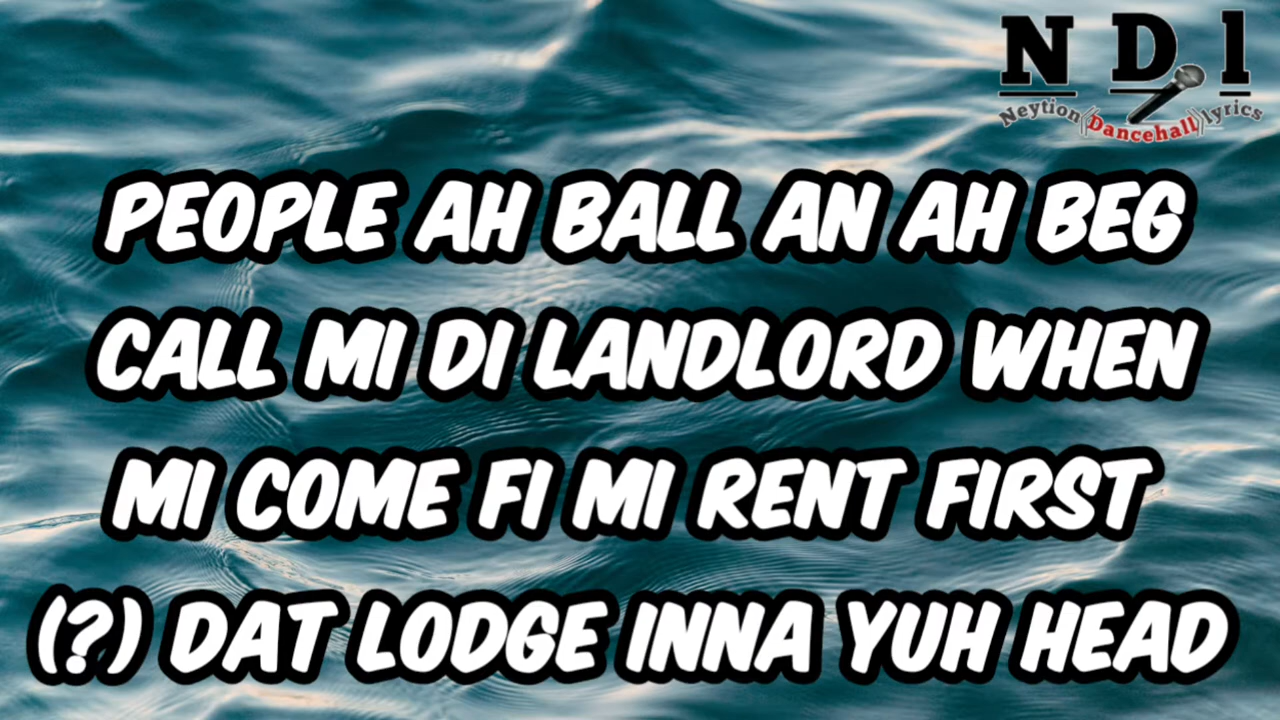 N D l
Neytion Dancehall lyrics
PEOPLE AH BALL AN AH BEG
CALL MI DI LANDLORD WHEN
MI COME FI MI RENT FIRST
(?) DAT LODGE INNA YUH HEAD